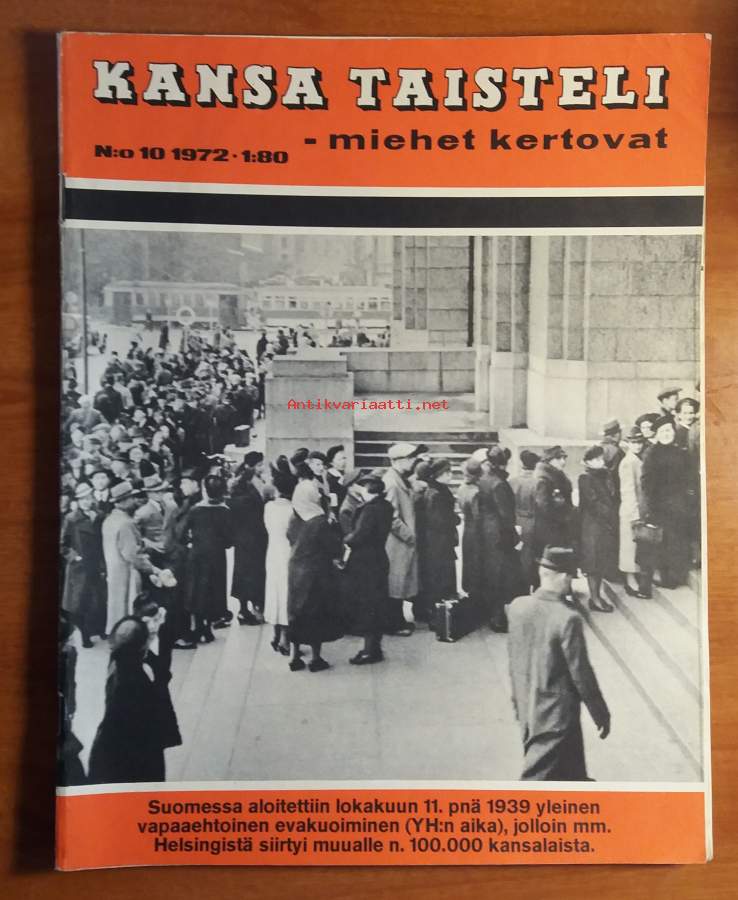 KANSA TAISTELI
- miehet kertovat
N:o 10 1972 · 1:80
Antikvariaatti.net
Suomessa aloitettiin lokakuun 11. pnä 1939 yleinen
vapaaehtoinen evakuoiminen (YH:n aika), jolloin mm.
Helsingistä siirtyi muualle n. 100.000 kansalaista.